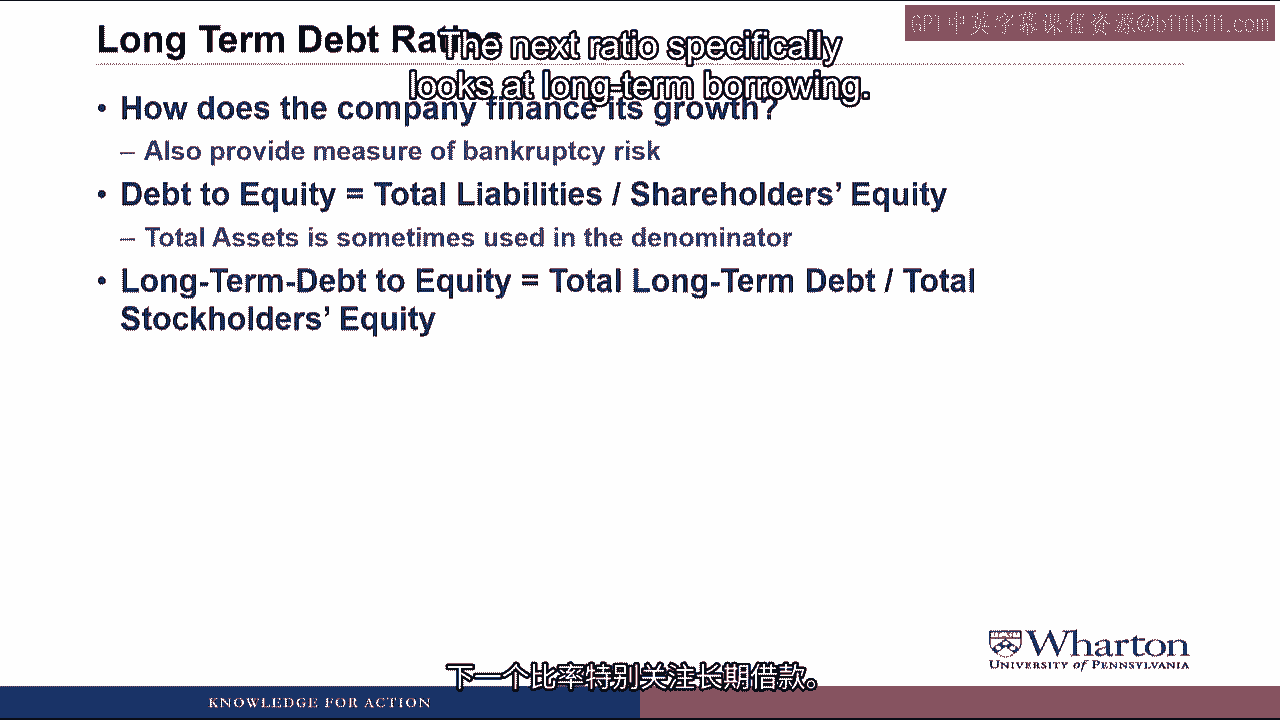 GPT中英字幕课程资源@bilibili.com
Long Term Debt Ratios
The next ratio specifically
looks at long-term borrowing.
• How does the company finance its growth?
– Also provide measure of bankruptcy risk
• Debt to Equity = Total Liabilities / Shareholders’ Equity
– Total Assets is sometimes used in the denominator
• Long-Term-Debt to Equity = Total Long-Term Debt / Total
Stockholders’ Equity
Wharton
UNIVERSITY of PENNSYLVANIA
下一个比率特别关注长期借款。
KNOWLEDGE FOR ACTION